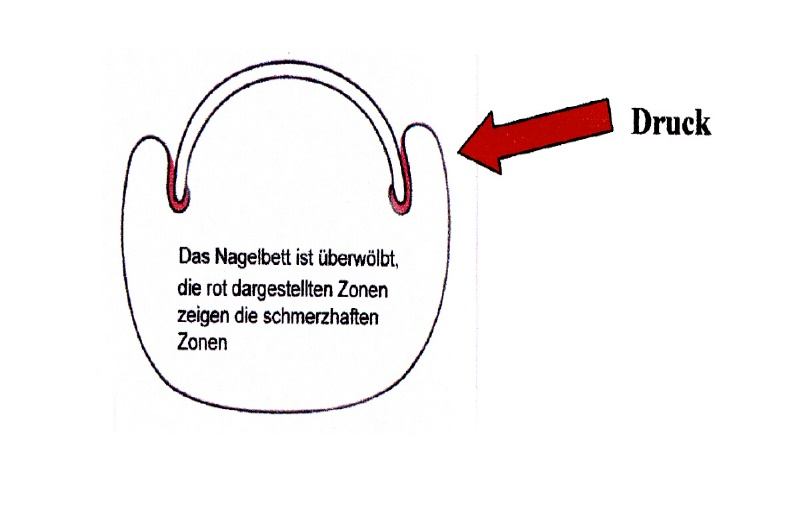 Druck
Das Nagelbett ist überwölbt,
die rot dargestellten Zonen
zeigen die schmerzhaften
Zonen